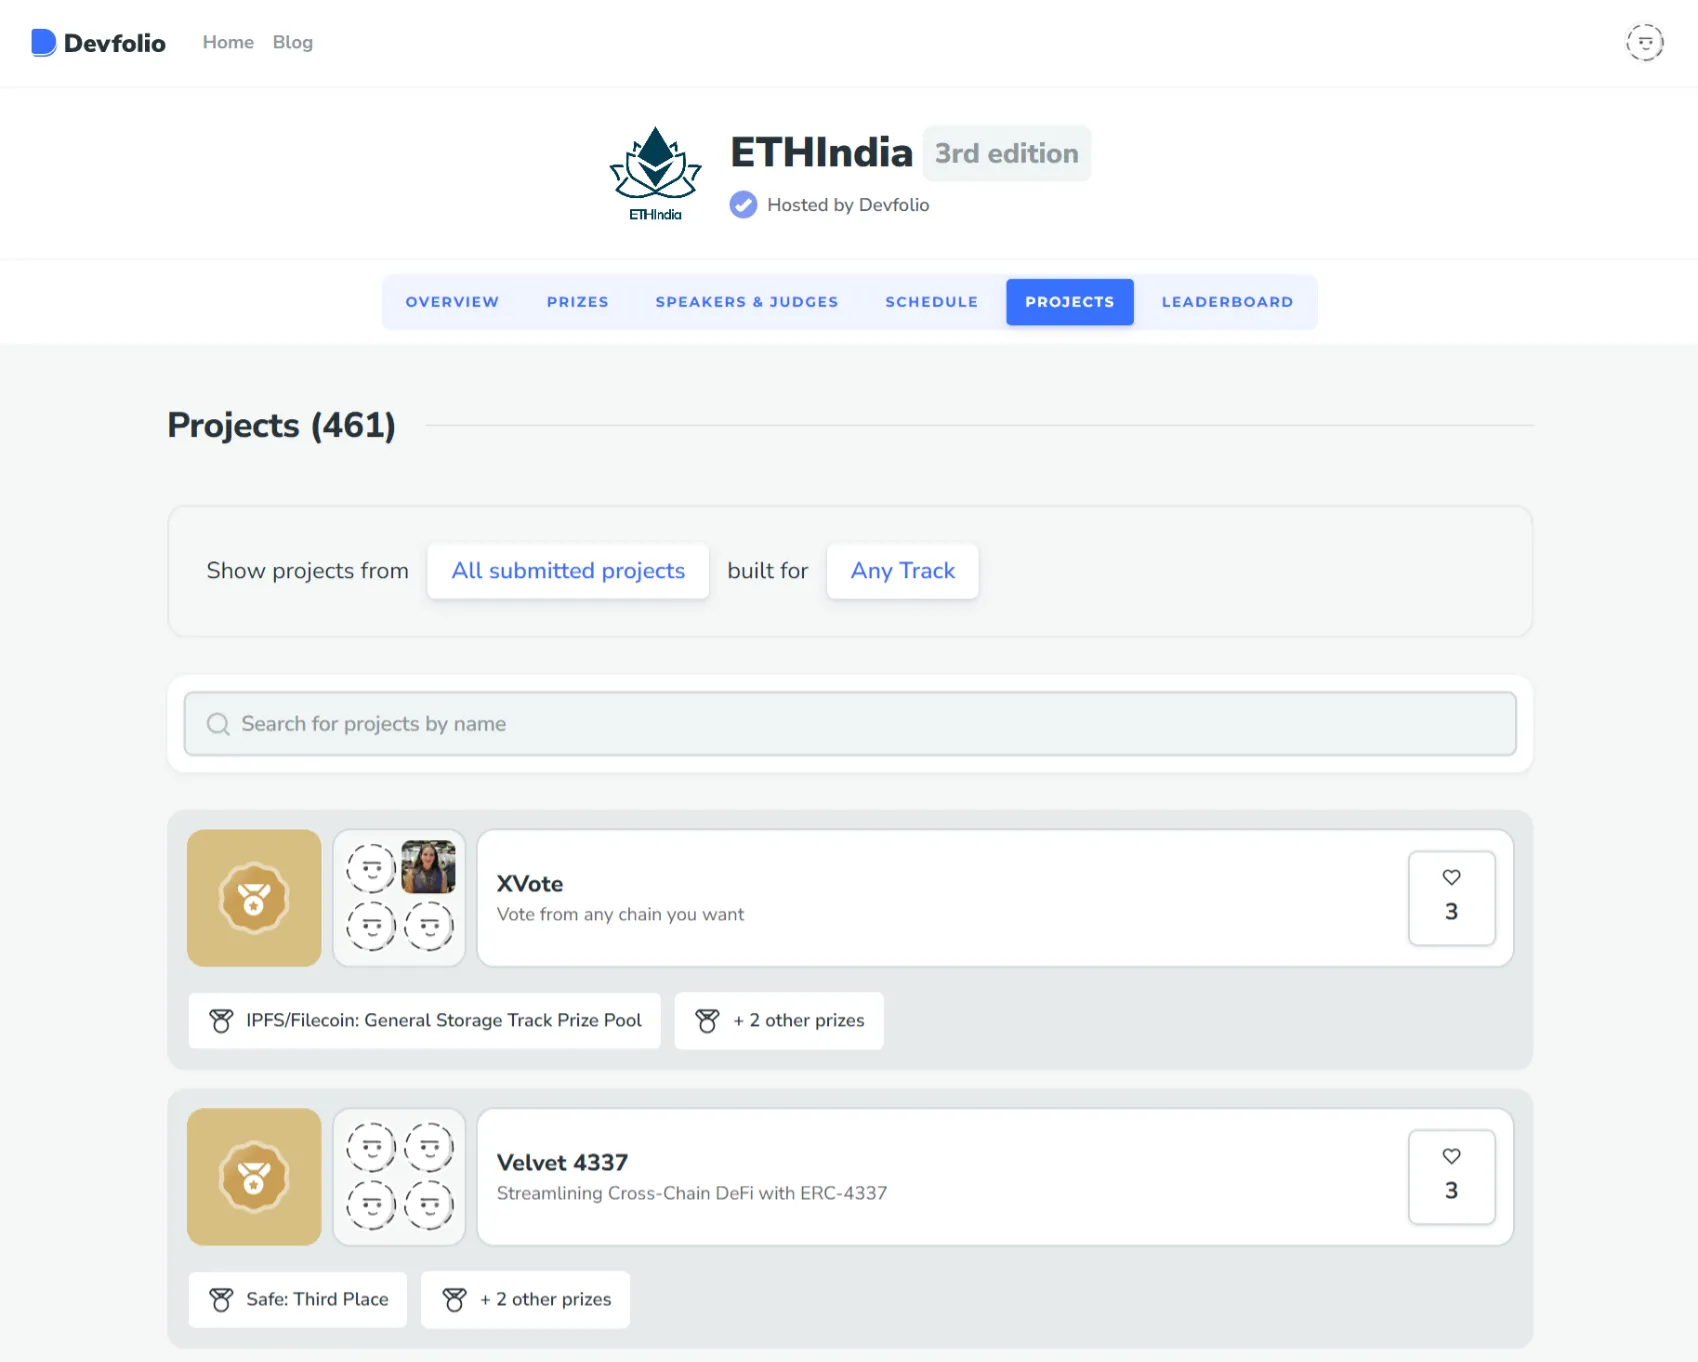 Devfolio Home Blog
ETHIndia 3rd edition
ETHIndia
Hosted by Devfolio
OVERVIEW PRIZES SPEAKERS & JUDGES SCHEDULE PROJECTS LEADERBOARD
Projects (461)
Show projects from All submitted projects built for Any Track
Search for projects by name
XVote
Vote from any chain you want
3
IPFS/Filecoin: General Storage Track Prize Pool + 2 other prizes
Velvet 4337
Streamlining Cross-Chain DeFi with ERC-4337
3
Safe: Third Place + 2 other prizes